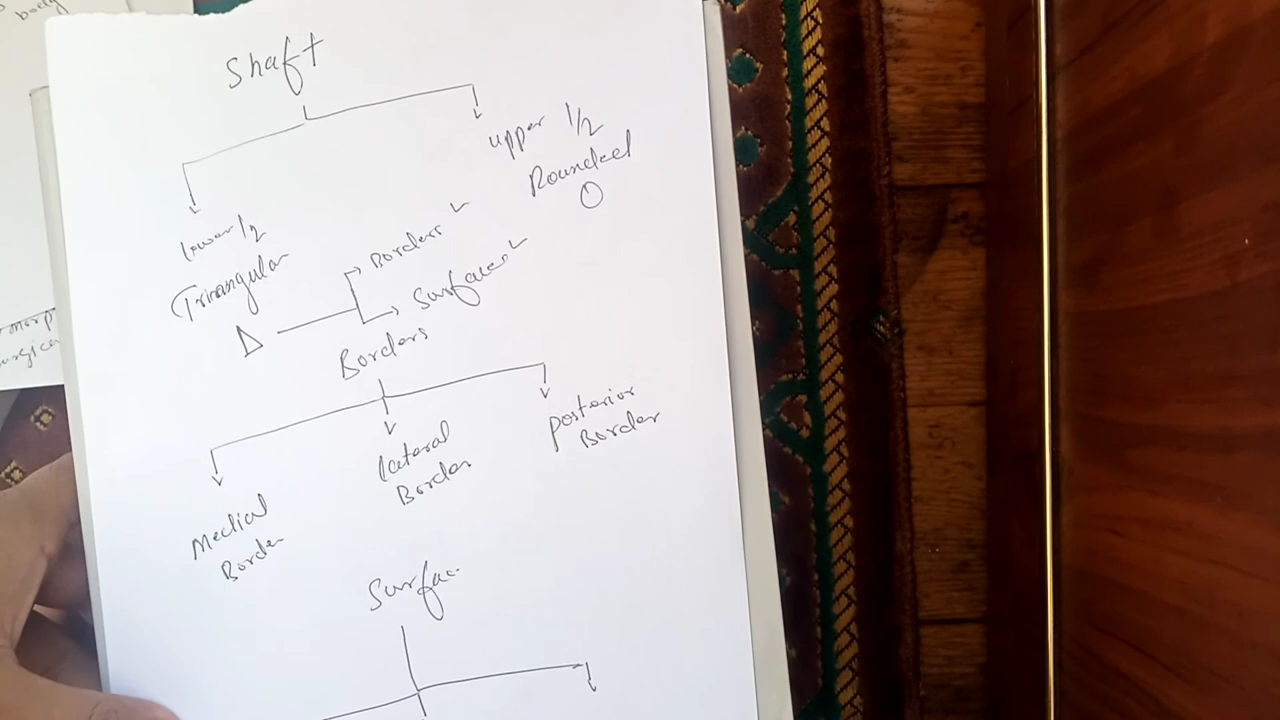 body
Shaft
upper 1/2
Rounded
lower 1/2
Triangular
Borders
Surfaces
Borders
Medial
Border
lateral
Border
posterior
Border
Surfac